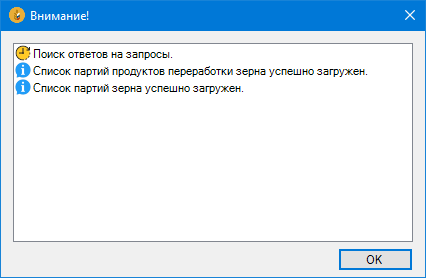 Внимание!
Поиск ответов на запросы.
Список партий продуктов переработки зерна успешно загружен.
Список партий зерна успешно загружен.
OK